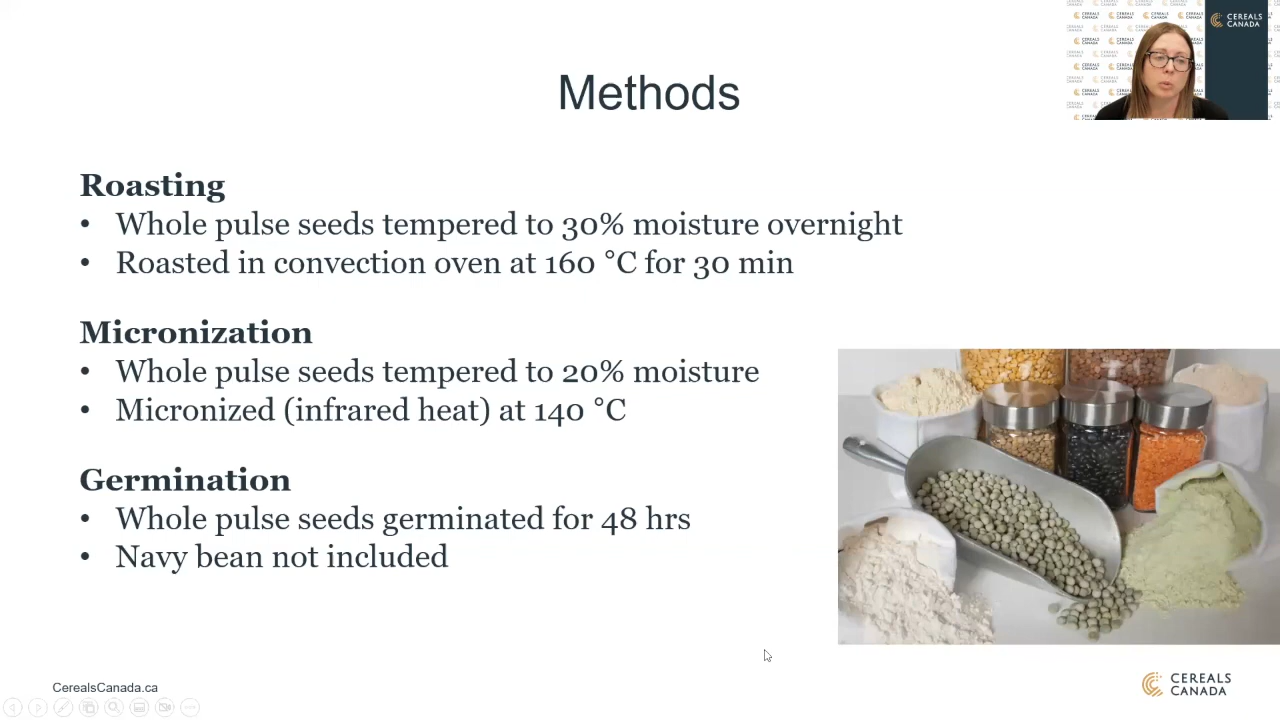 CEREALS
CANADA
Methods
Roasting
• Whole pulse seeds tempered to 30% moisture overnight
• Roasted in convection oven at 160 °C for 30 min
Micronization
• Whole pulse seeds tempered to 20% moisture
• Micronized (infrared heat) at 140 °C
Germination
• Whole pulse seeds germinated for 48 hrs
• Navy bean not included
CerealsCanada.ca
CEREALS
CANADA